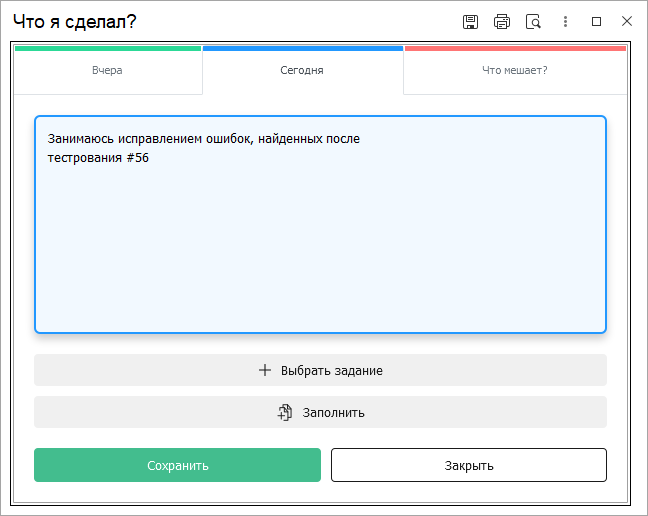 Что я сделал?
Вчера
Сегодня
Что мешает?
Занимаюсь исправлением ошибок, найденных после
тестрования #56
Выбрать задание
Заполнить
Сохранить
Закрыть